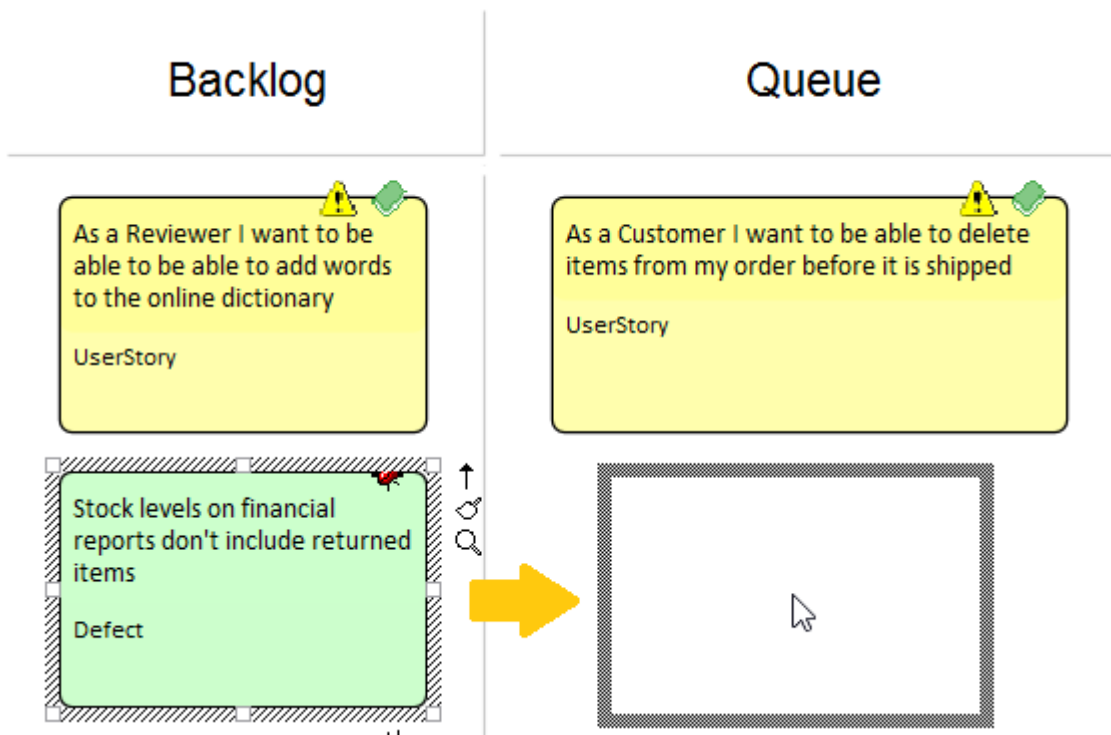 Backlog
Queue
As a Reviewer I want to be
able to be able to add words
to the online dictionary
UserStory
As a Customer I want to be able to delete
items from my order before it is shipped
UserStory
Stock levels on financial
reports don't include returned
items
Defect